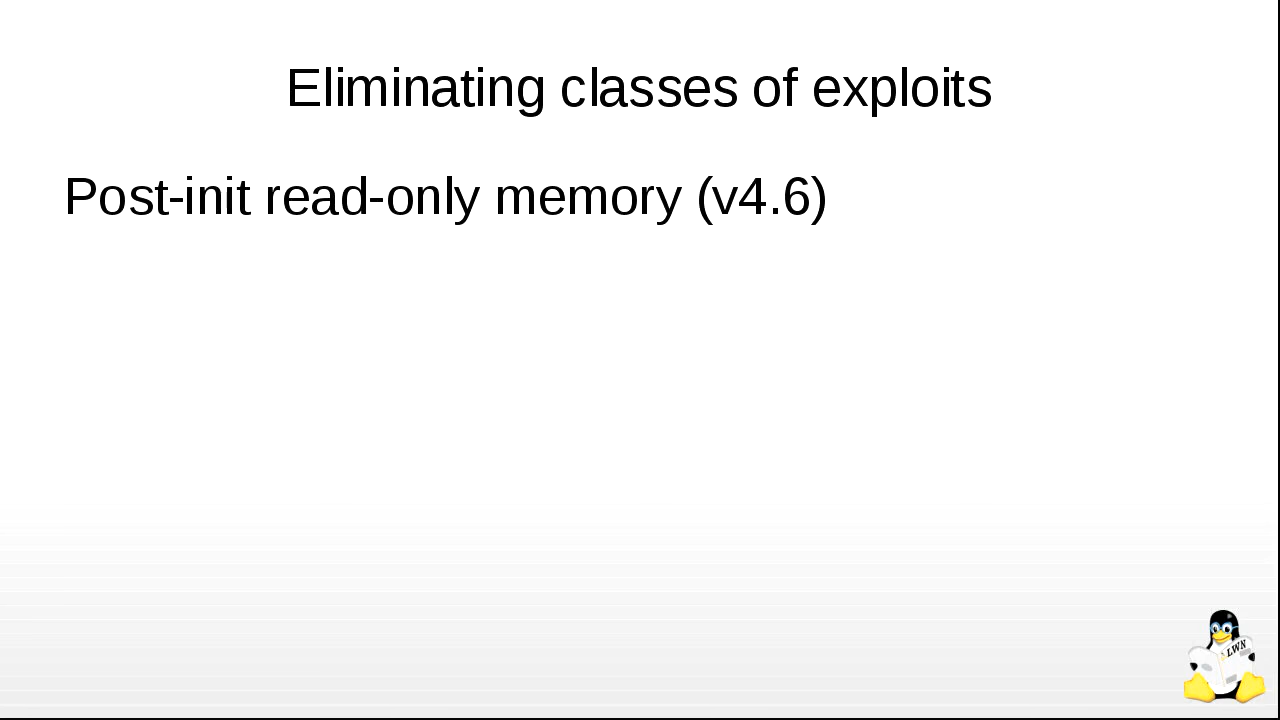 Eliminating classes of exploits
Post-init read-only memory (v4.6)
LWN